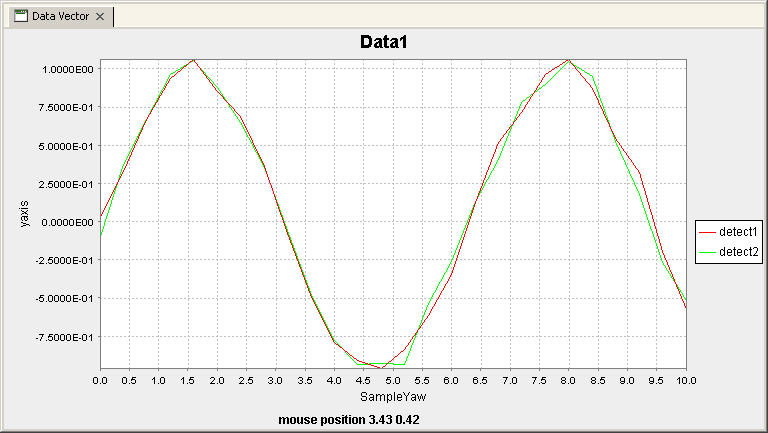 Data Vector
Data1
1.0000E00
7.5000E-01
5.0000E-01
2.5000E-01
0.0000E00
-2.5000E-01
-5.0000E-01
-7.5000E-01
yaxis
0.0 0.5 1.0 1.5 2.0 2.5 3.0 3.5 4.0 4.5 5.0 5.5 6.0 6.5 7.0 7.5 8.0 8.5 9.0 9.5 10.0
SampleYaw
detect1
detect2
mouse position 3.43 0.42